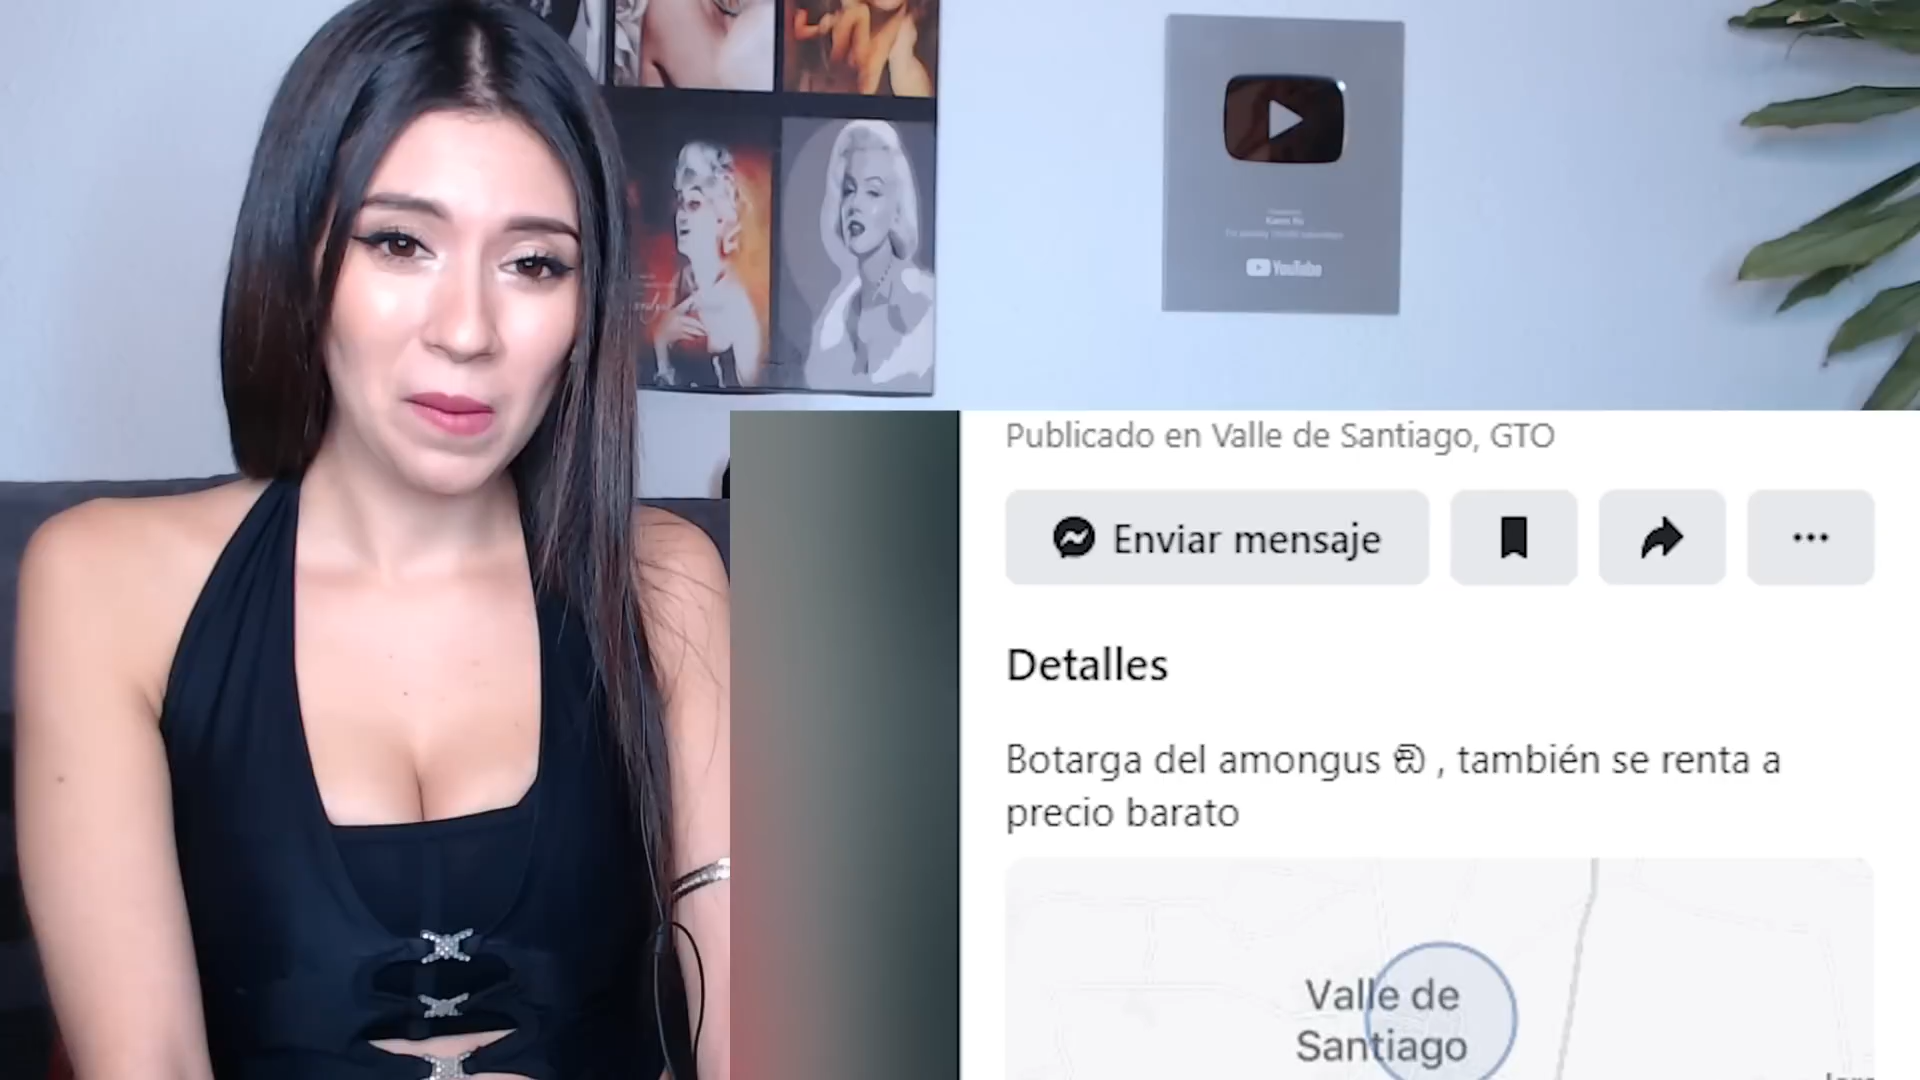 YouTube
Publicado en Valle de Santiago, GTO
Enviar mensaje
Detalles
Botarga del amongus ඞ , también se renta a
precio barato
Valle de
Santiago